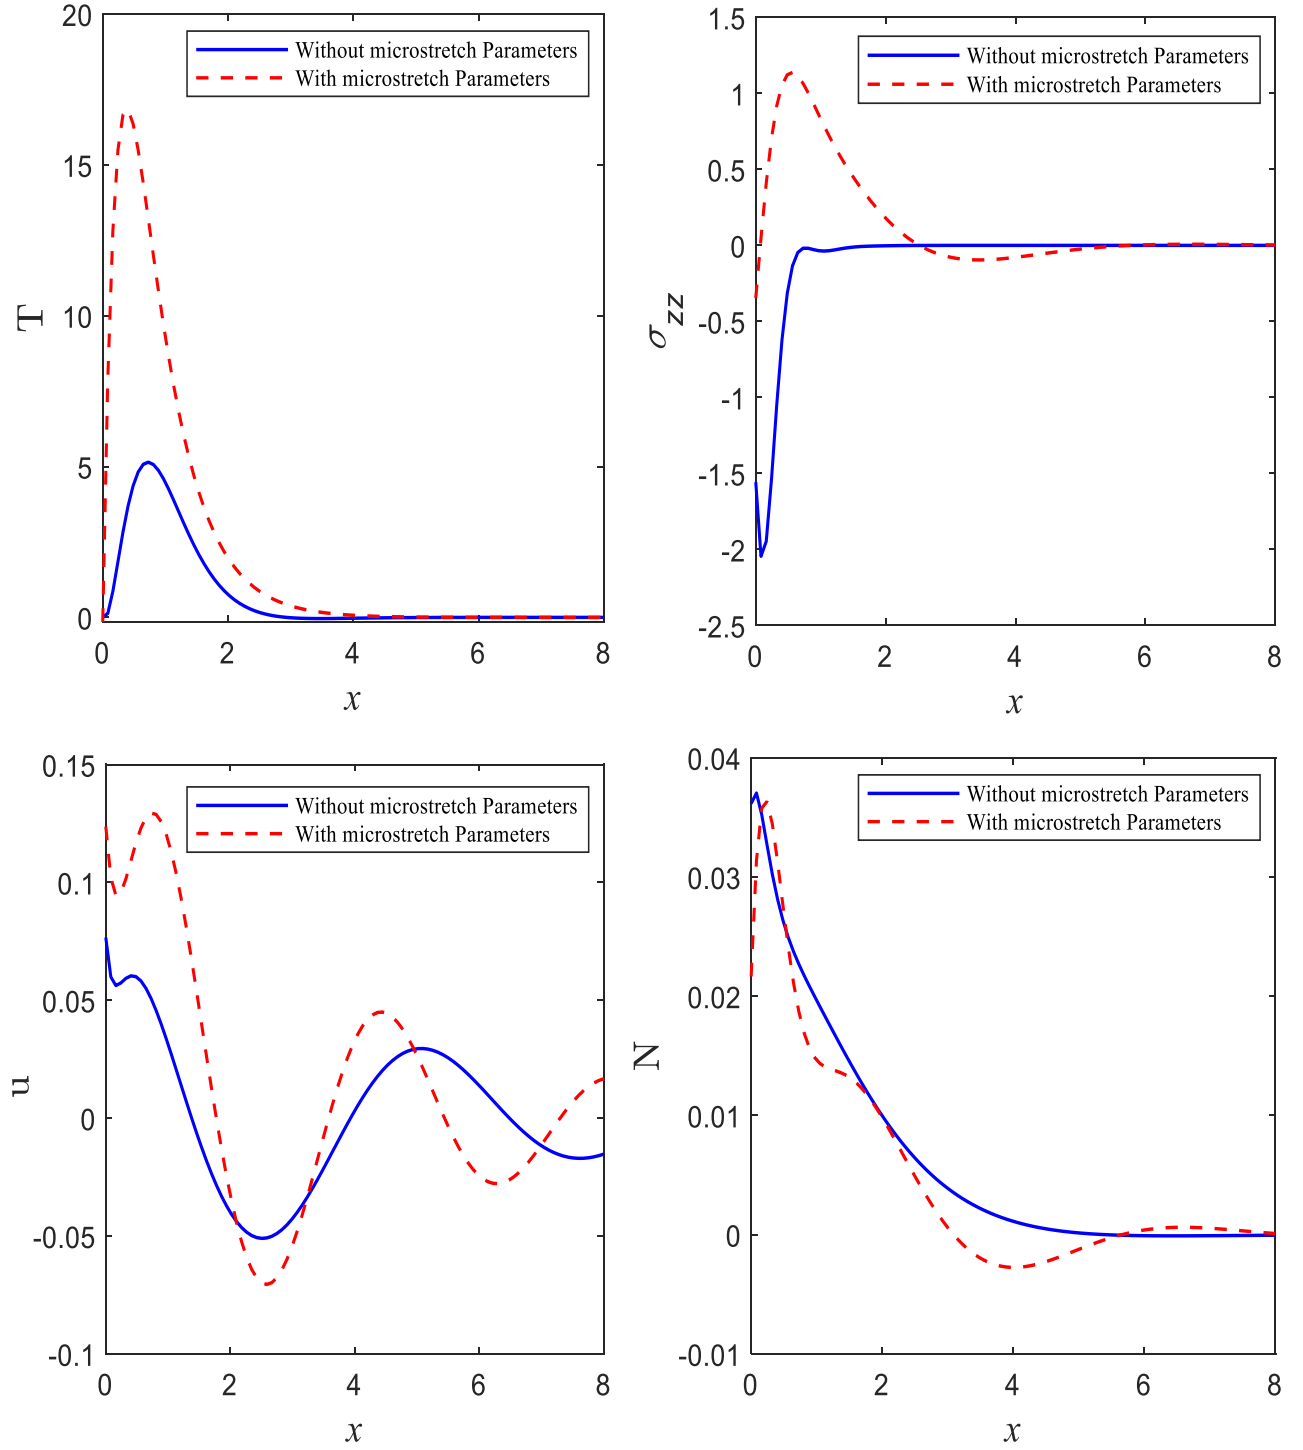 20
15
10
5
0
T
Without microstretch Parameters
With microstretch Parameters
0 2 4 6 8
x
1.5
1
0.5
0
-0.5
-1
-1.5
-2
-2.5
σzz
Without microstretch Parameters
With microstretch Parameters
0 2 4 6 8
x
0.15
0.1
0.05
0
-0.05
-0.1
u
Without microstretch Parameters
With microstretch Parameters
0 2 4 6 8
x
0.04
0.03
0.02
0.01
0
-0.01
N
Without microstretch Parameters
With microstretch Parameters
0 2 4 6 8
x